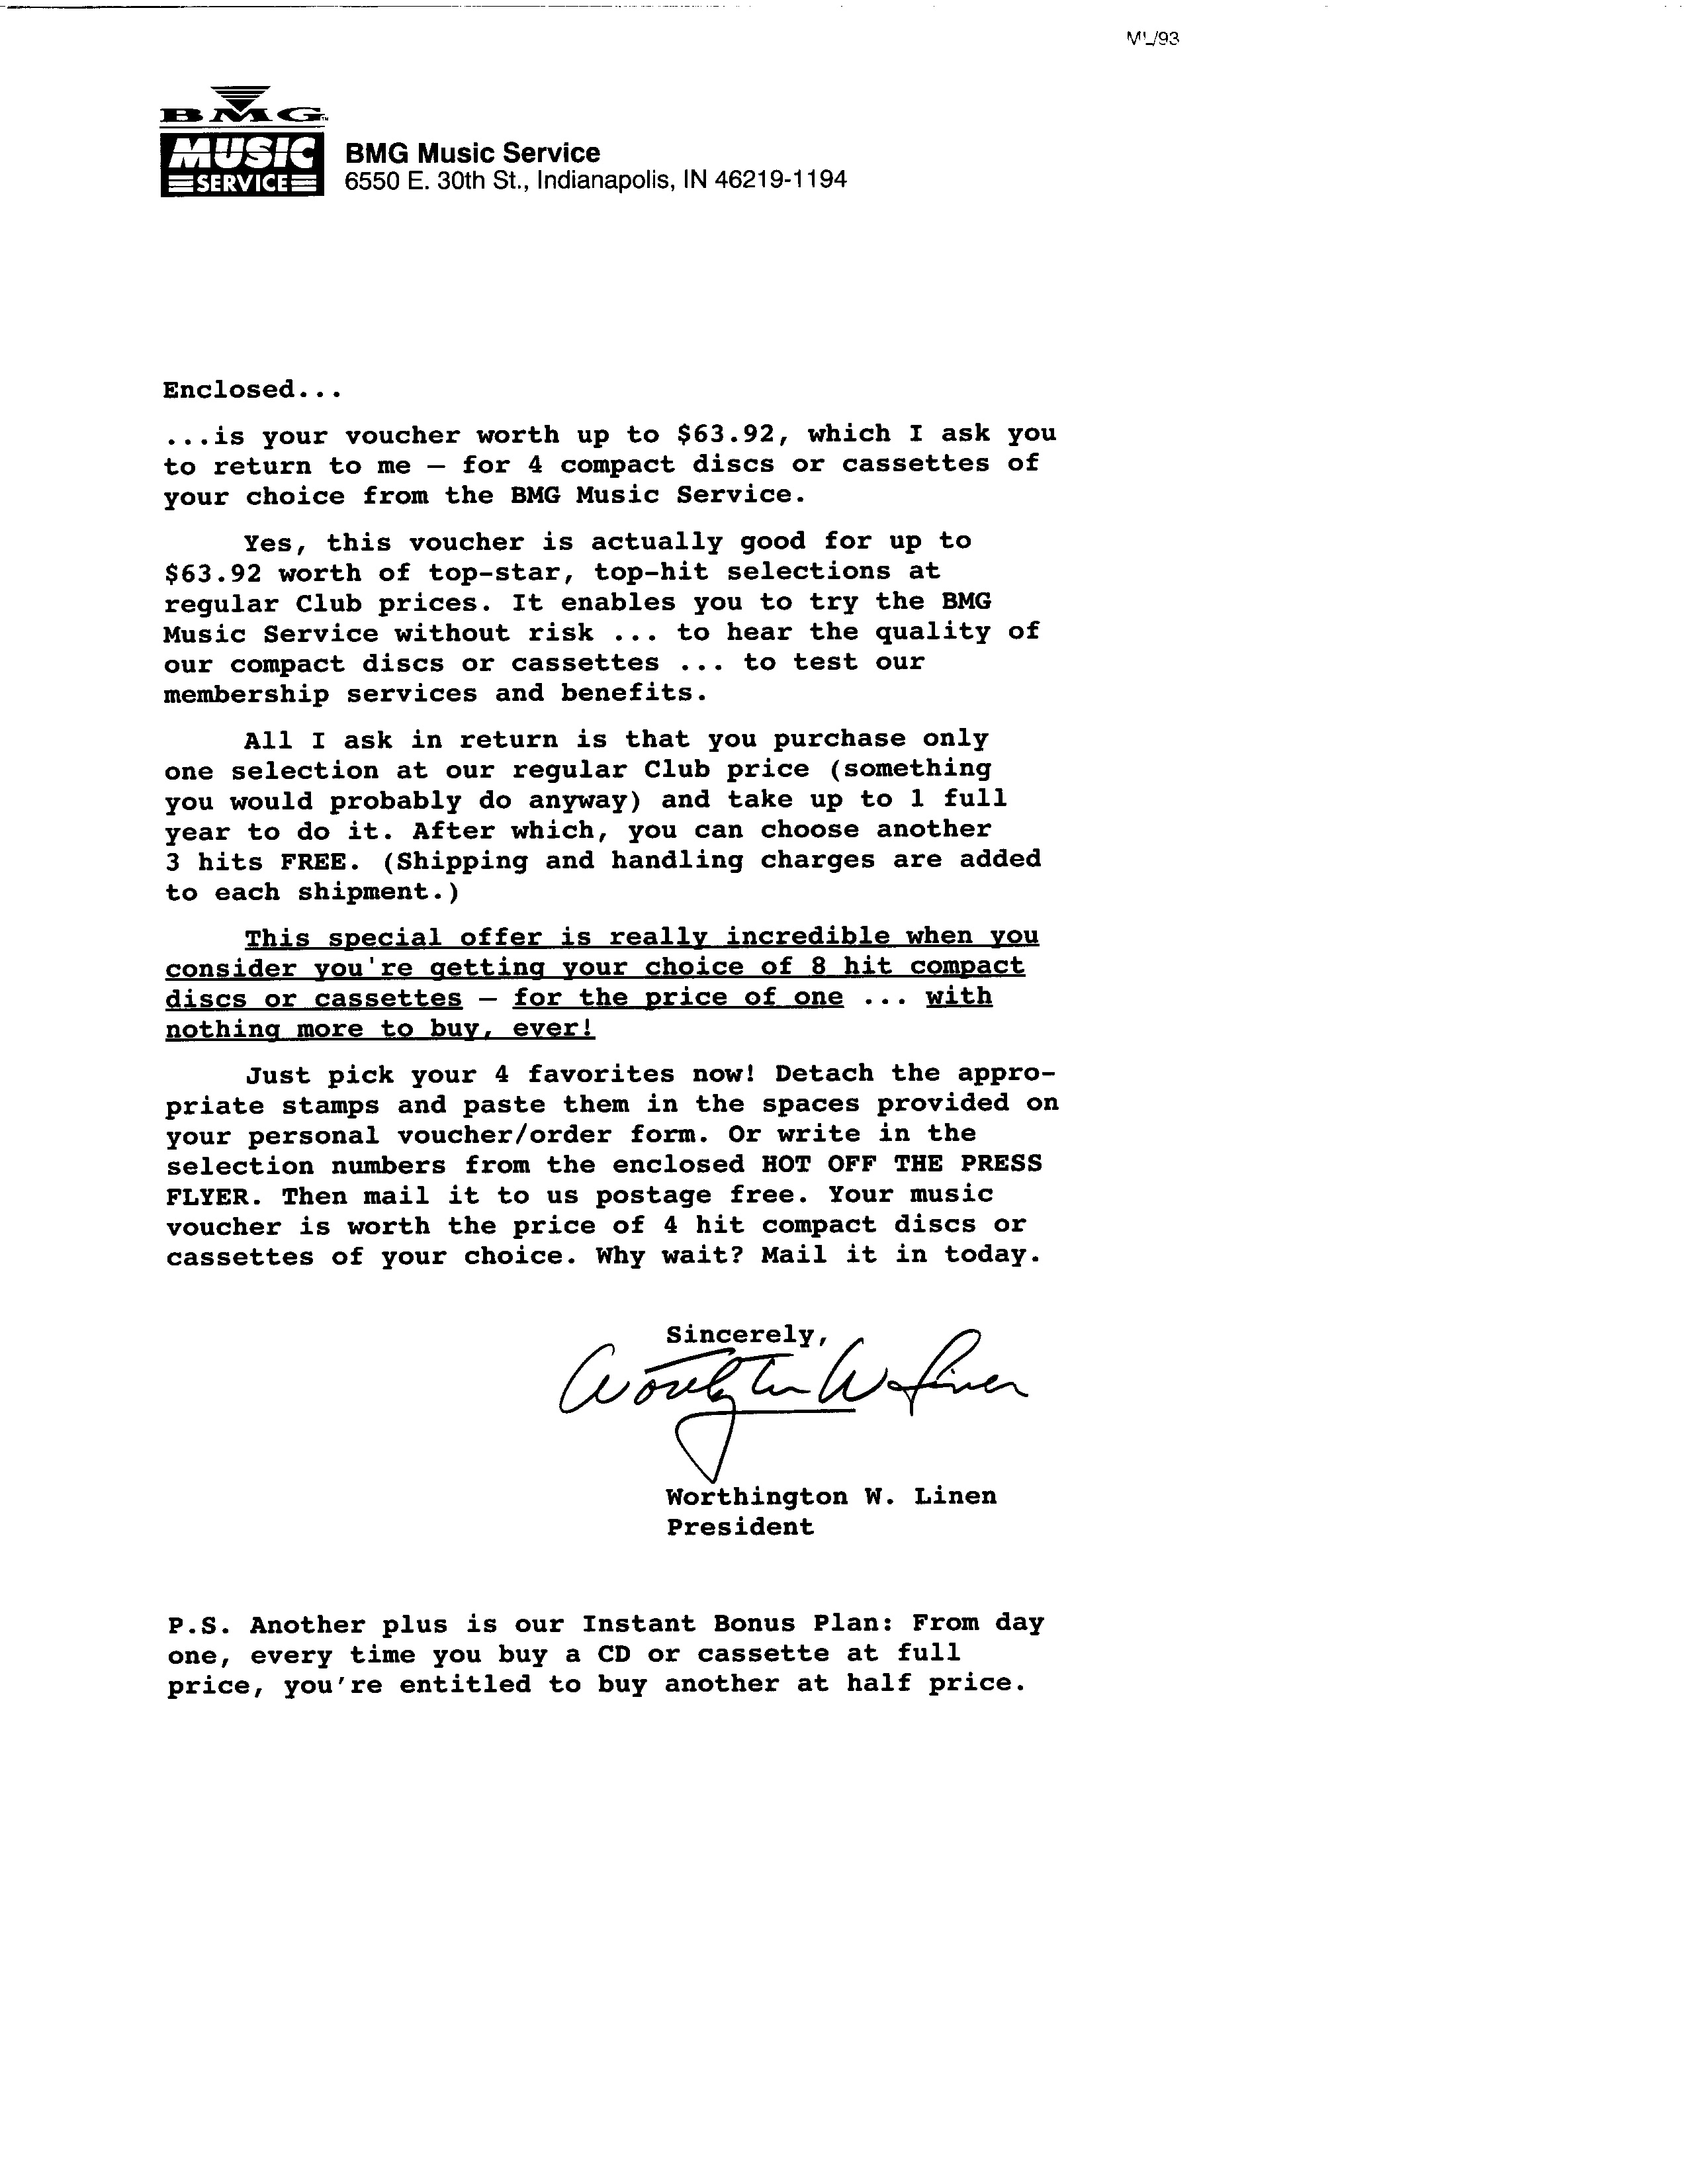 BMG
MUSIC
SERVICE
BMG Music Service
6550 E. 30th St., Indianapolis, IN 46219-1194
Enclosed...
...is your voucher worth up to $63.92, which I ask you
to return to me — for 4 compact discs or cassettes of
your choice from the BMG Music Service.
Yes, this voucher is actually good for up to
$63.92 worth of top-star, top-hit selections at
regular Club prices. It enables you to try the BMG
Music Service without risk ... to hear the quality of
our compact discs or cassettes ... to test our
membership services and benefits.
All I ask in return is that you purchase only
one selection at our regular Club price (something
you would probably do anyway) and take up to 1 full
year to do it. After which, you can choose another
3 hits FREE. (Shipping and handling charges are added
to each shipment.)
This special offer is really incredible when you
consider you're getting your choice of 8 hit compact
discs or cassettes — for the price of one ... with
nothing more to buy, ever!
Just pick your 4 favorites now! Detach the appro-
priate stamps and paste them in the spaces provided on
your personal voucher/order form. Or write in the
selection numbers from the enclosed HOT OFF THE PRESS
FLYER. Then mail it to us postage free. Your music
voucher is worth the price of 4 hit compact discs or
cassettes of your choice. Why wait? Mail it in today.
Sincerely,
Worthington W. Linen
Worthington W. Linen
President
P.S. Another plus is our Instant Bonus Plan: From day
one, every time you buy a CD or cassette at full
price, you're entitled to buy another at half price.